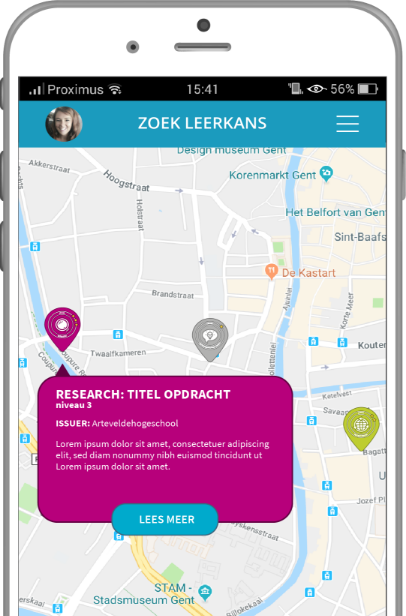 Proximus
15:41
56%
ZOEK LEERKANS
Design museum Gent
Akkerstraat
Hoogstraat
Korenmarkt Gent
Holstraat
Het Belfort van Gent
Sint-Baafs
De Kastart
Brandstraat
Korte Meer
Twaalfkameren
Kouter
RESEARCH: TITEL OPDRACHT
niveau 3
ISSUER: Arteveldehogeschool
Lorem ipsum dolor sit amet, consectetuer adipiscing
elit, sed diam nonummy nibh euismod tincidunt ut
Lorem ipsum dolor sit amet.
LEES MEER
Ketelvest
Savaan
Bagatt
Jozef Pl
STAM -
Stadsmuseum Gent
Bijlokekaai